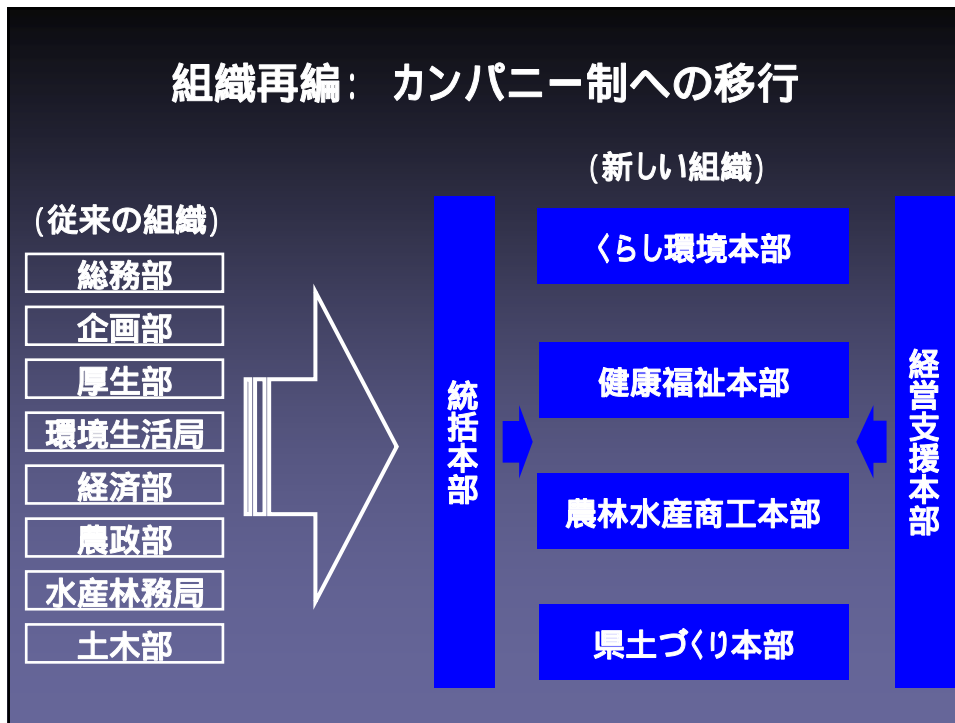 組織再編: カンパニー制への移行
(新しい組織)
(従来の組織)
総務部
企画部
厚生部
環境生活局
経済部
農政部
水産林務局
土木部
統括本部
くらし環境本部
健康福祉本部
農林水産商工本部
県土づくり本部
経営支援本部